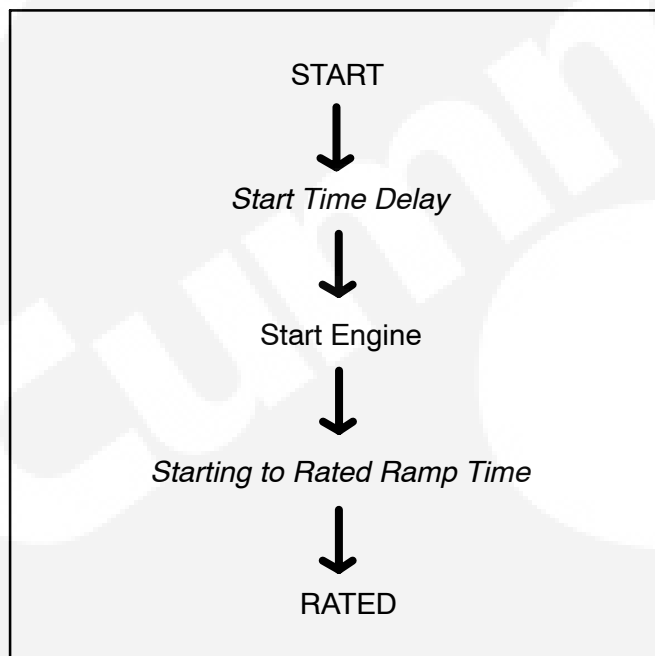 START
Start Time Delay
Start Engine
Starting to Rated Ramp Time
RATED